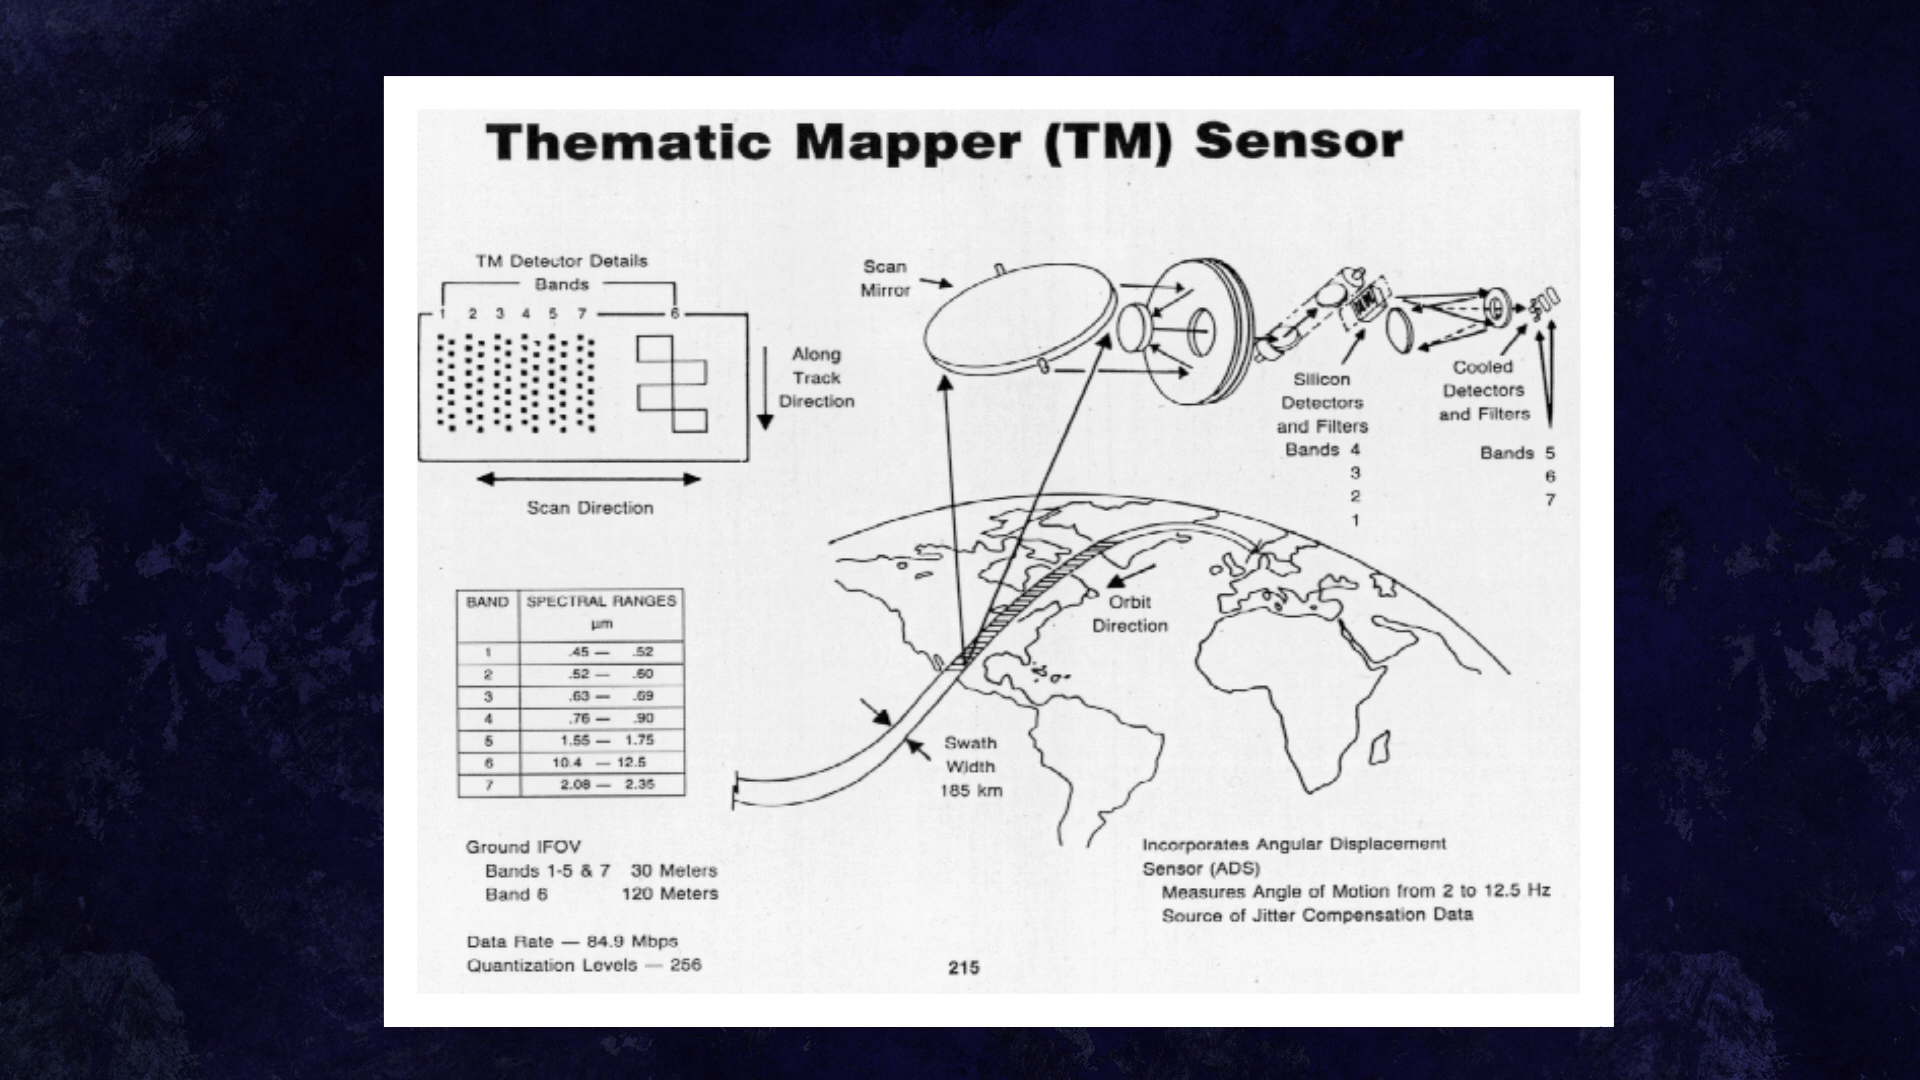 Thematic Mapper (TM) Sensor
TM Detector Details
Bands
1 2 3 4 5 7 6
Along
Track
Direction
Scan Direction
Scan
Mirror
Silicon
Detectors
and Filters
Bands 4
3
2
1
Cooled
Detectors
and Filters
Bands 5
6
7
Orbit
Direction
Swath
Width
185 km
BAND SPECTRAL RANGES
µm
1 .45 — .52
2 .52 — .60
3 .63 — .69
4 .76 — .90
5 1.55 — 1.75
6 10.4 — 12.5
7 2.08 — 2.35
Ground IFOV
Bands 1-5 & 7 30 Meters
Band 6 120 Meters
Data Rate — 84.9 Mbps
Quantization Levels — 256
Incorporates Angular Displacement
Sensor (ADS)
Measures Angle of Motion from 2 to 12.5 Hz
Source of Jitter Compensation Data
215